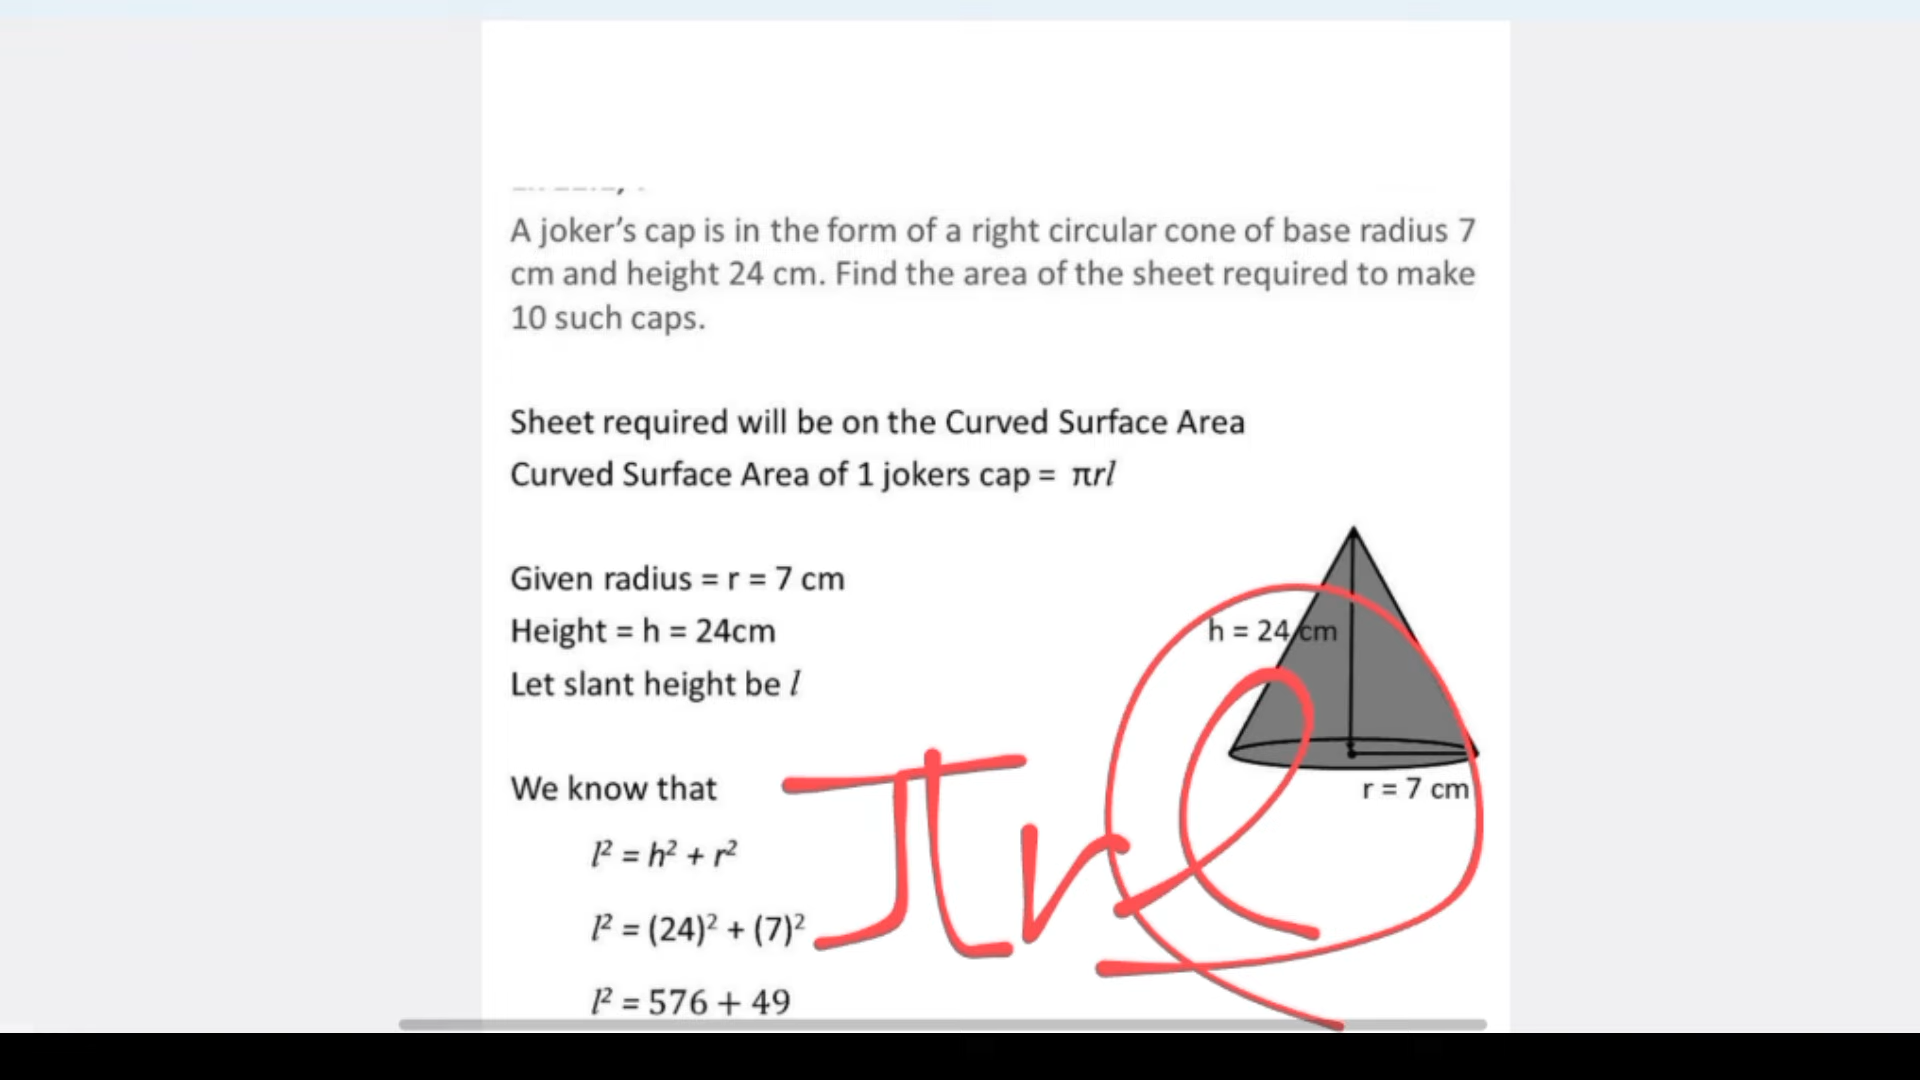 A joker’s cap is in the form of a right circular cone of base radius 7
cm and height 24 cm. Find the area of the sheet required to make
10 such caps.
Sheet required will be on the Curved Surface Area
Curved Surface Area of 1 jokers cap = πrl
Given radius = r = 7 cm
Height = h = 24cm
Let slant height be l
h = 24 cm
r = 7 cm
We know that
l² = h² + r²
l² = (24)² + (7)²
l² = 576 + 49
πrl